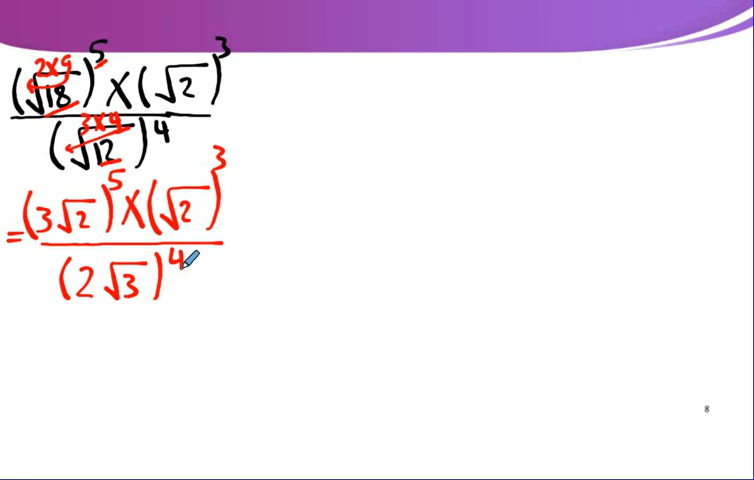 (√18)^5 × (√2)^3
2×9
(√12)^4
3×4
= (3√2)^5 × (√2)^3
(2√3)^4
8